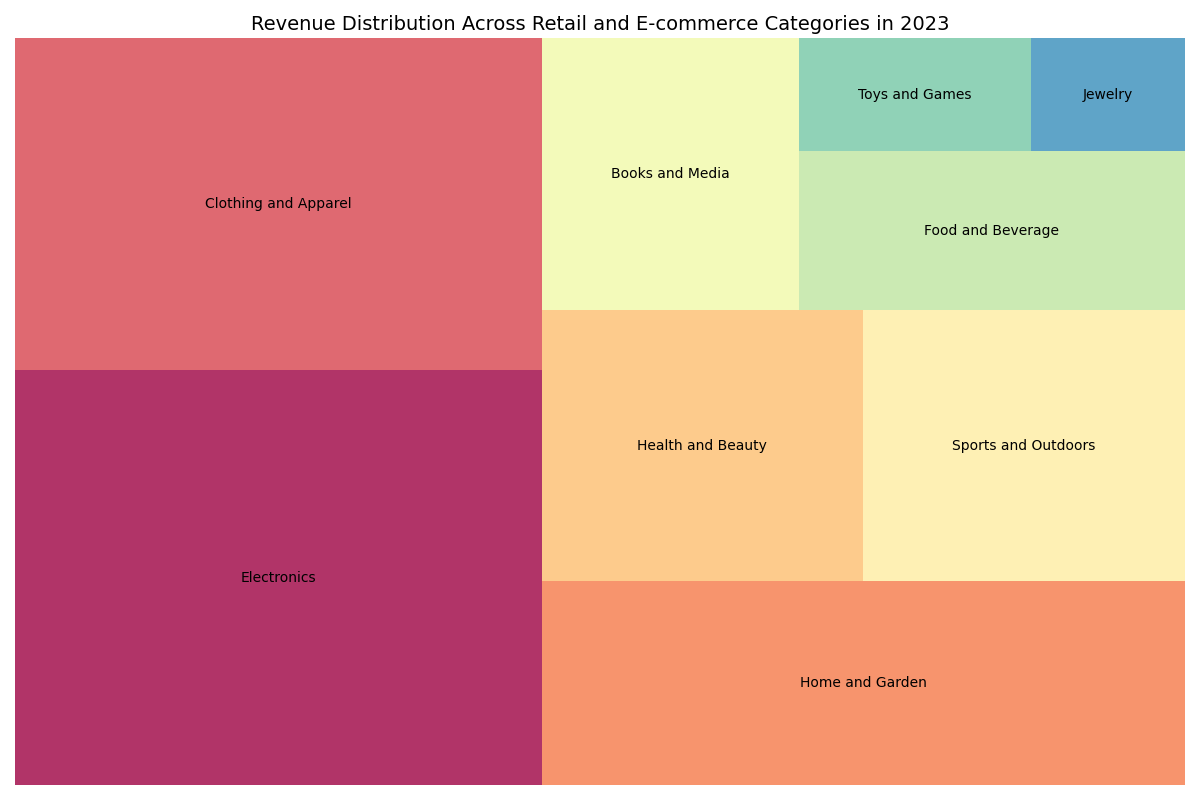 Revenue Distribution Across Retail and E-commerce Categories in 2023
Toys and Games
Jewelry
Books and Media
Clothing and Apparel
Food and Beverage
Health and Beauty
Sports and Outdoors
Electronics
Home and Garden